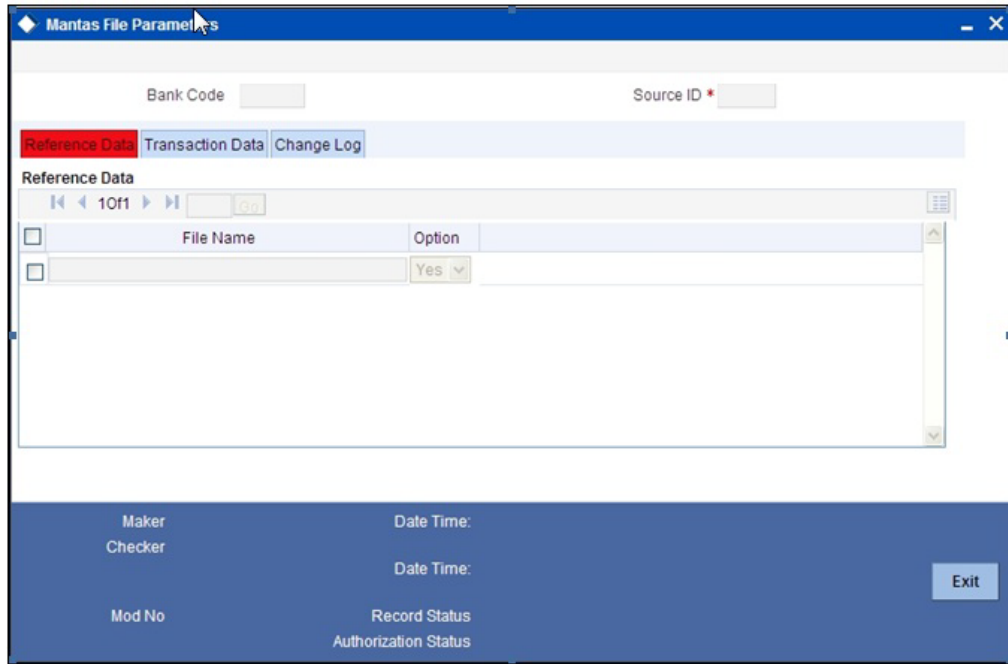 Mantas File Parameters
Bank Code
Source ID *
Reference Data Transaction Data Change Log
Reference Data
1Of1 Go
File Name Option
Yes
Maker Date Time:
Checker
Date Time:
Exit
Mod No Record Status
Authorization Status